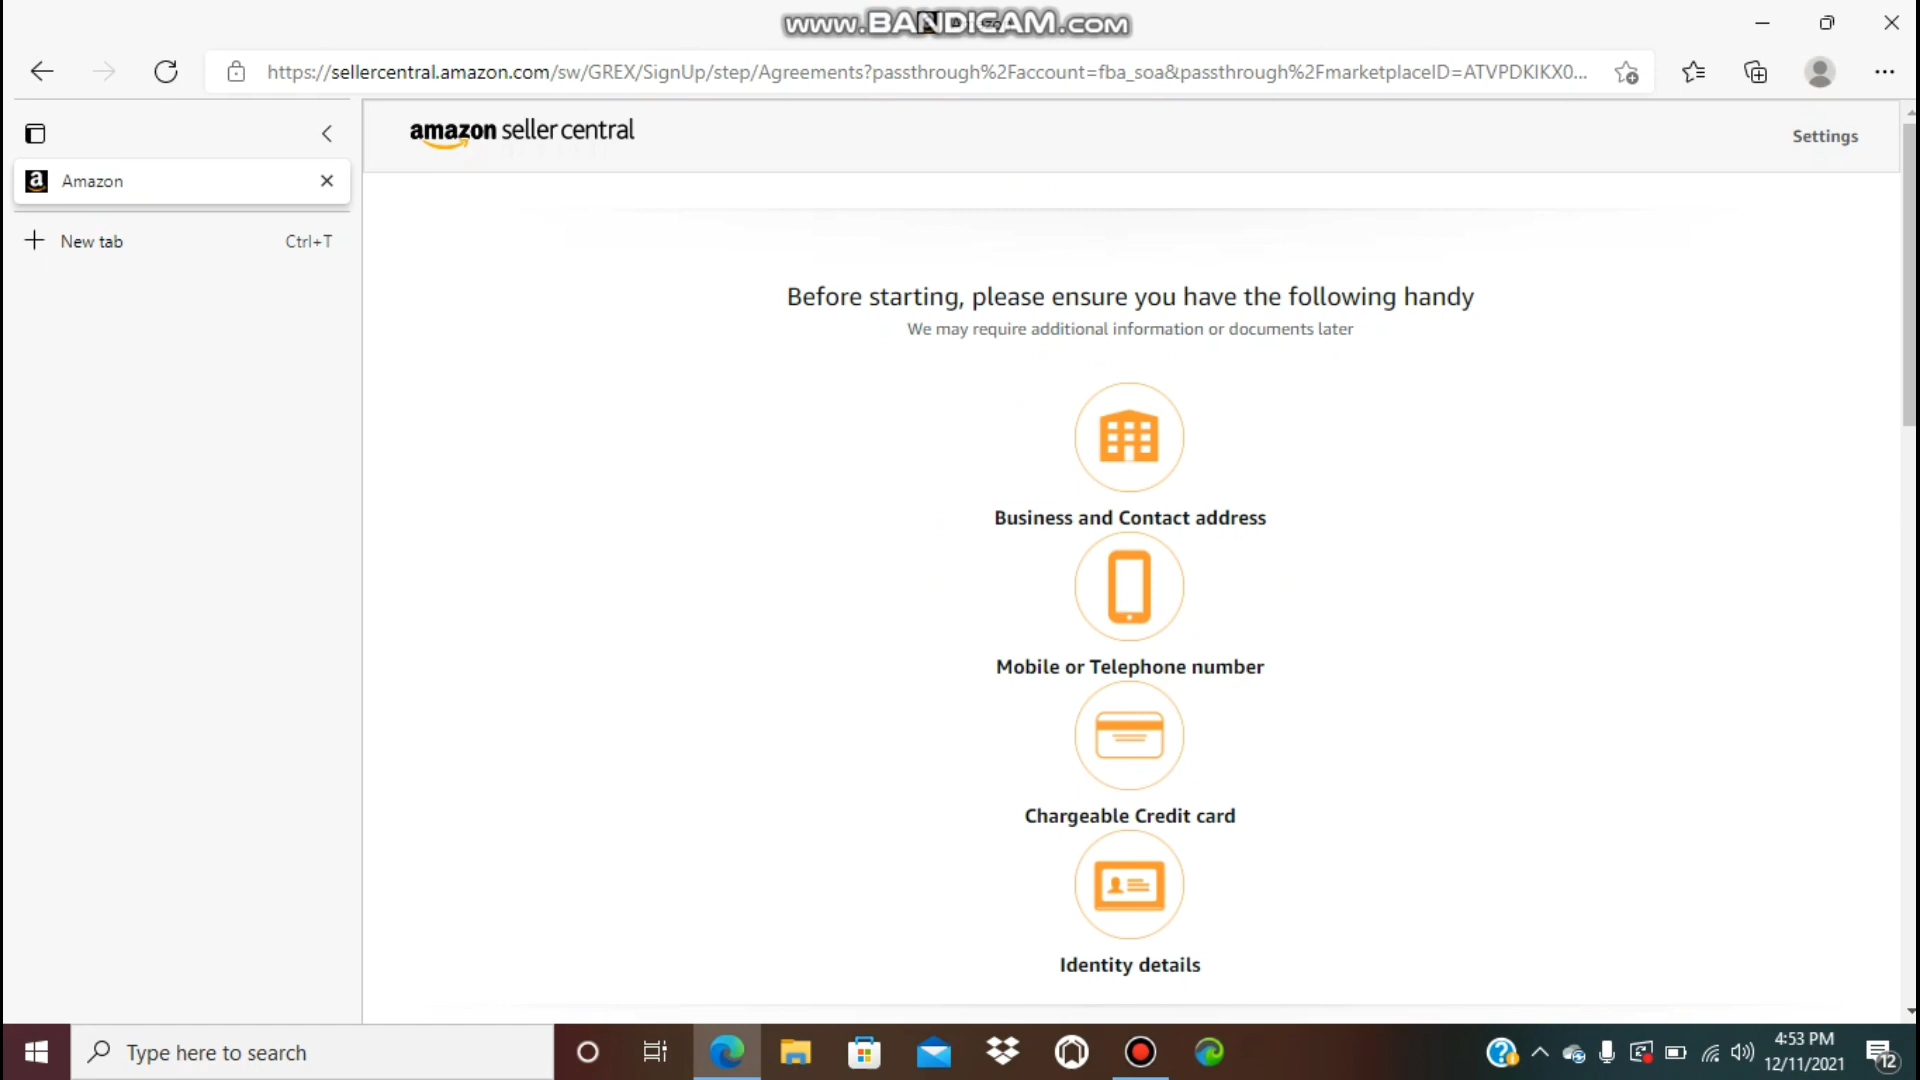 www.BANDICAM.com
https://sellercentral.amazon.com/sw/GREX/SignUp/step/Agreements?passthrough%2Faccount=fba_soa&passthrough%2FmarketplaceID=ATVPDKIKX0...
amazon seller central
Settings
Amazon
New tab Ctrl+T
Before starting, please ensure you have the following handy
We may require additional information or documents later
Business and Contact address
Mobile or Telephone number
Chargeable Credit card
Identity details
Type here to search
4:53 PM
12/11/2021
12